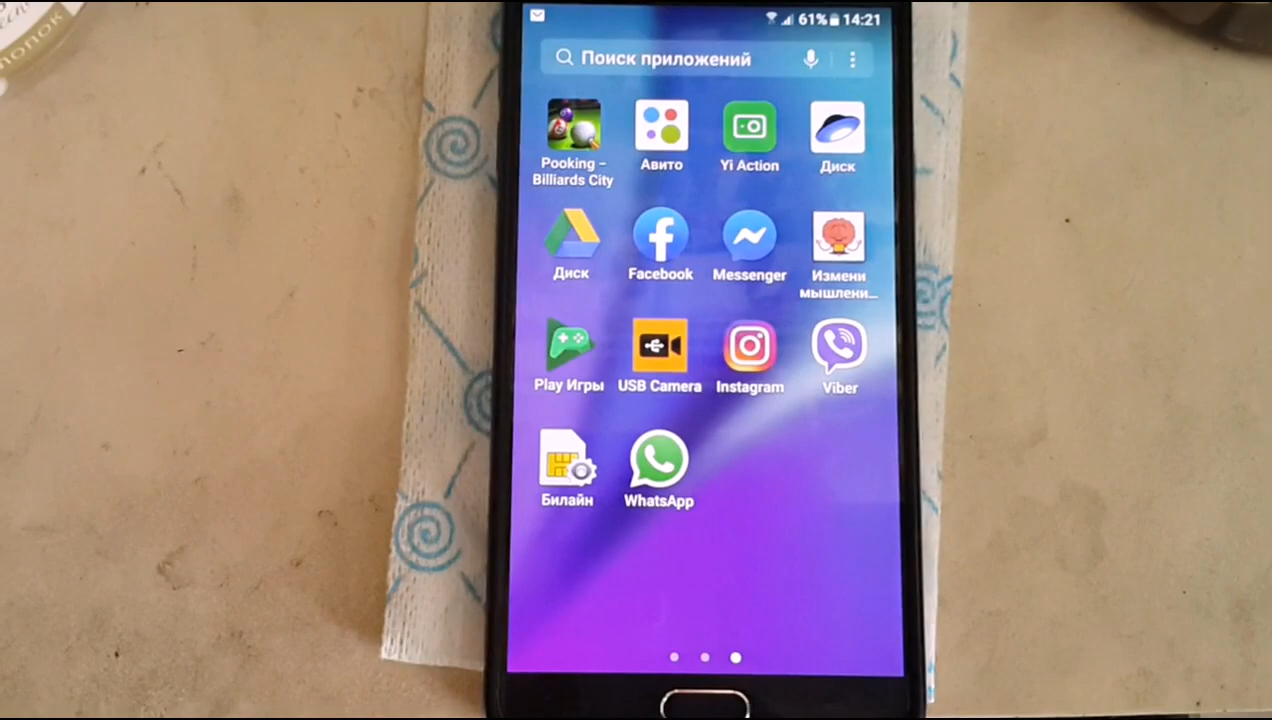 61% 14:21
Поиск приложений
Pooking –
Billiards City
Авито
Yi Action
Диск
Диск
Facebook
Messenger
Измени
мышлени...
Play Игры
USB Camera
Instagram
Viber
Билайн
WhatsApp